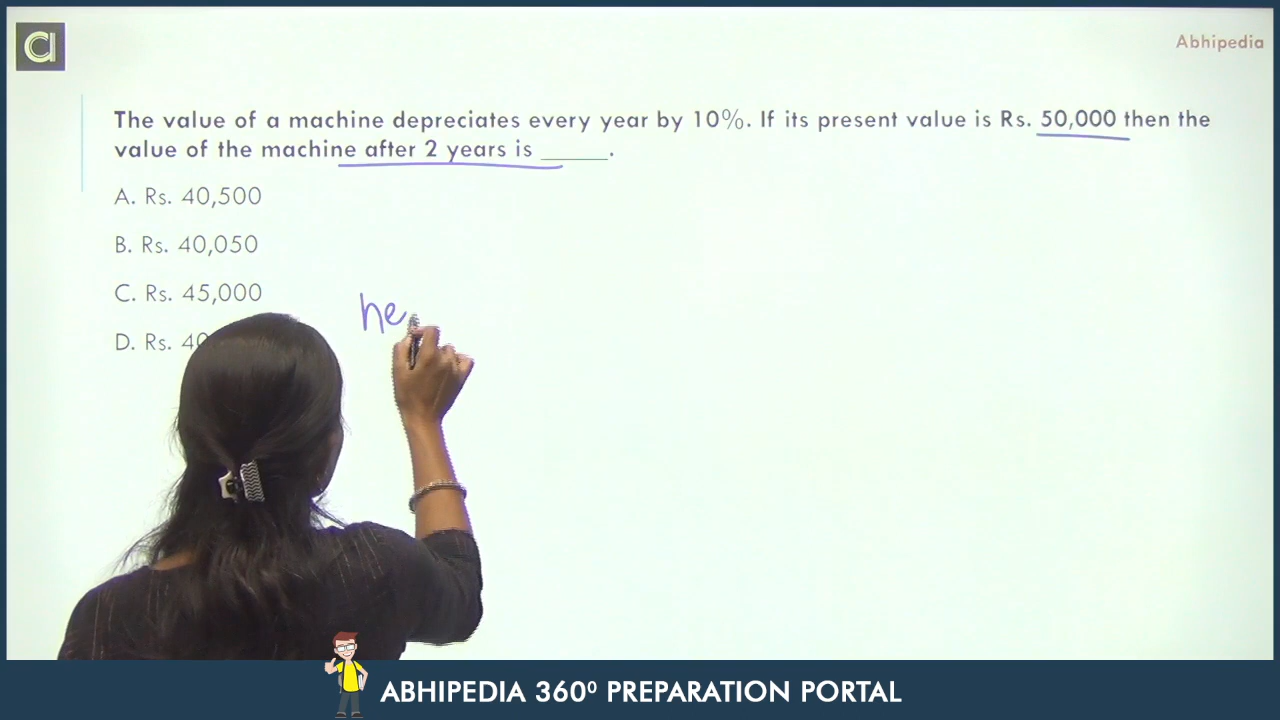 Abhipedia
The value of a machine depreciates every year by 10%. If its present value is Rs. 50,000 then the
value of the machine after 2 years is ______.
A. Rs. 40,500
B. Rs. 40,050
C. Rs. 45,000
D. Rs. 40
he
ABHIPEDIA 360⁰ PREPARATION PORTAL